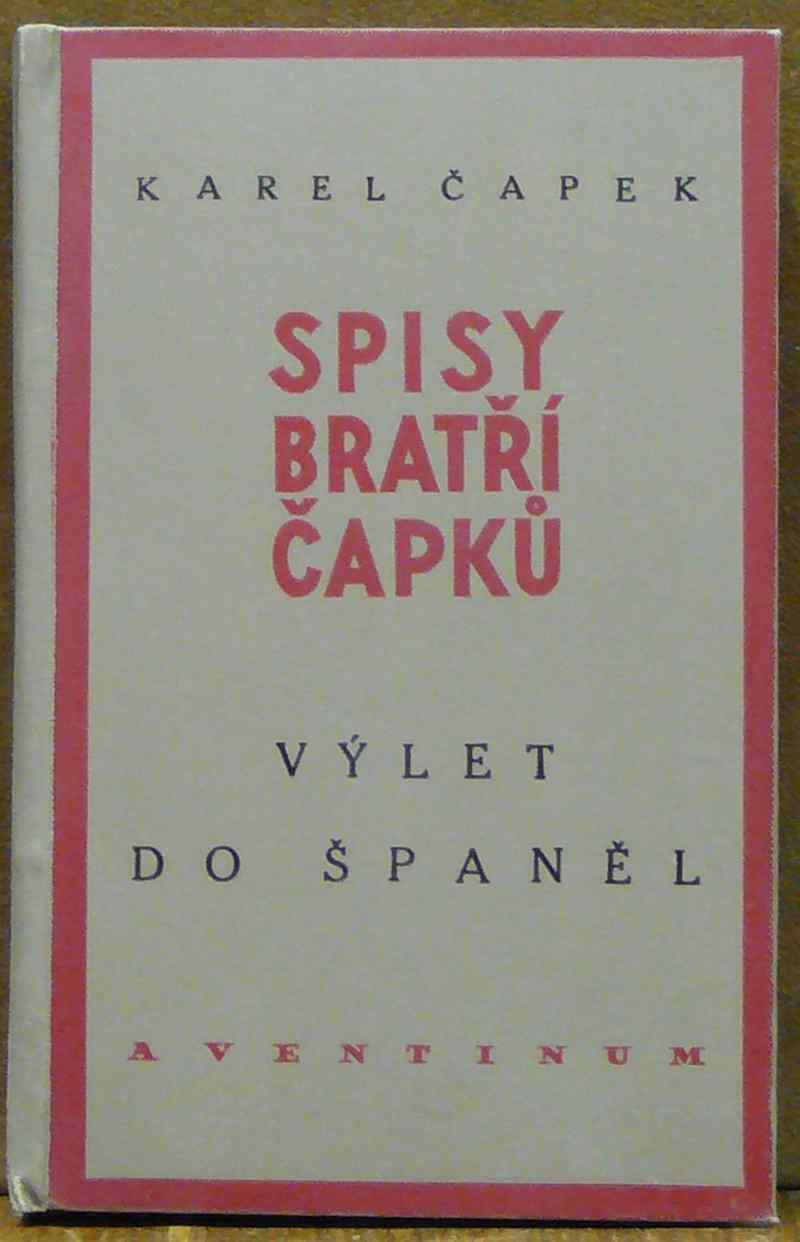 KAREL ČAPEK
SPISY
BRATŘÍ
ČAPKŮ
VÝLET
DO ŠPANĚL
AVENTINUM